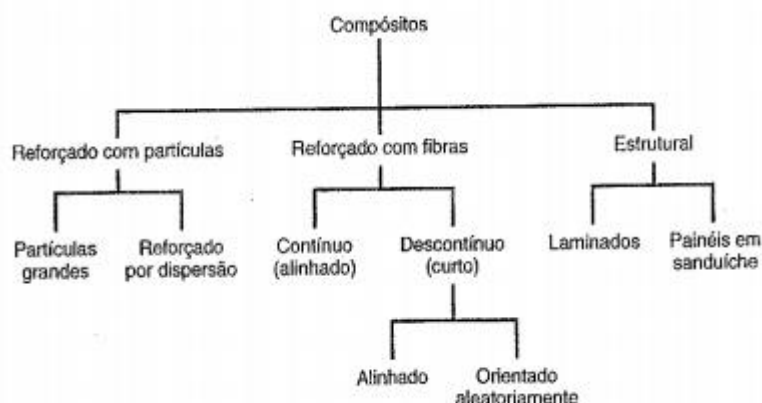 Compósitos
Reforçado com partículas
Reforçado com fibras
Estrutural
Partículas
grandes
Reforçado
por dispersão
Contínuo
(alinhado)
Descontínuo
(curto)
Laminados
Painéis em
sanduíche
Alinhado
Orientado
aleatoriamente